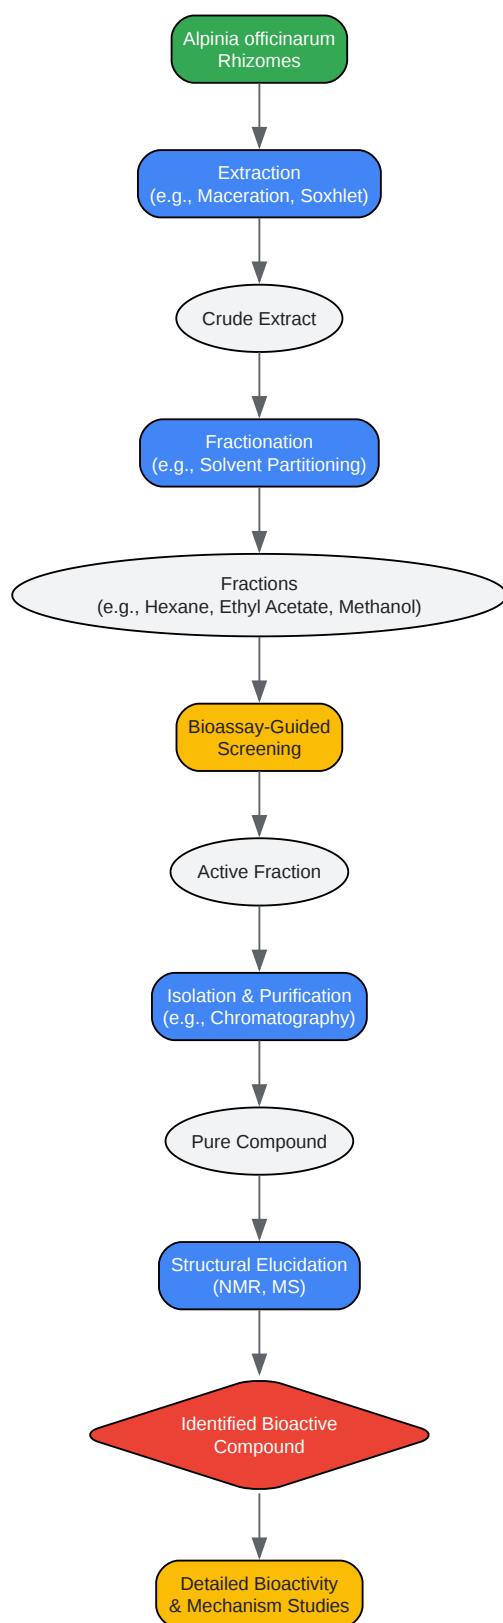 Alpinia officinarum
Rhizomes
Extraction
(e.g., Maceration, Soxhlet)
Crude Extract
Fractionation
(e.g., Solvent Partitioning)
Fractions
(e.g., Hexane, Ethyl Acetate, Methanol)
Bioassay-Guided
Screening
Active Fraction
Isolation & Purification
(e.g., Chromatography)
Pure Compound
Structural Elucidation
(NMR, MS)
Identified Bioactive
Compound
Detailed Bioactivity
& Mechanism Studies